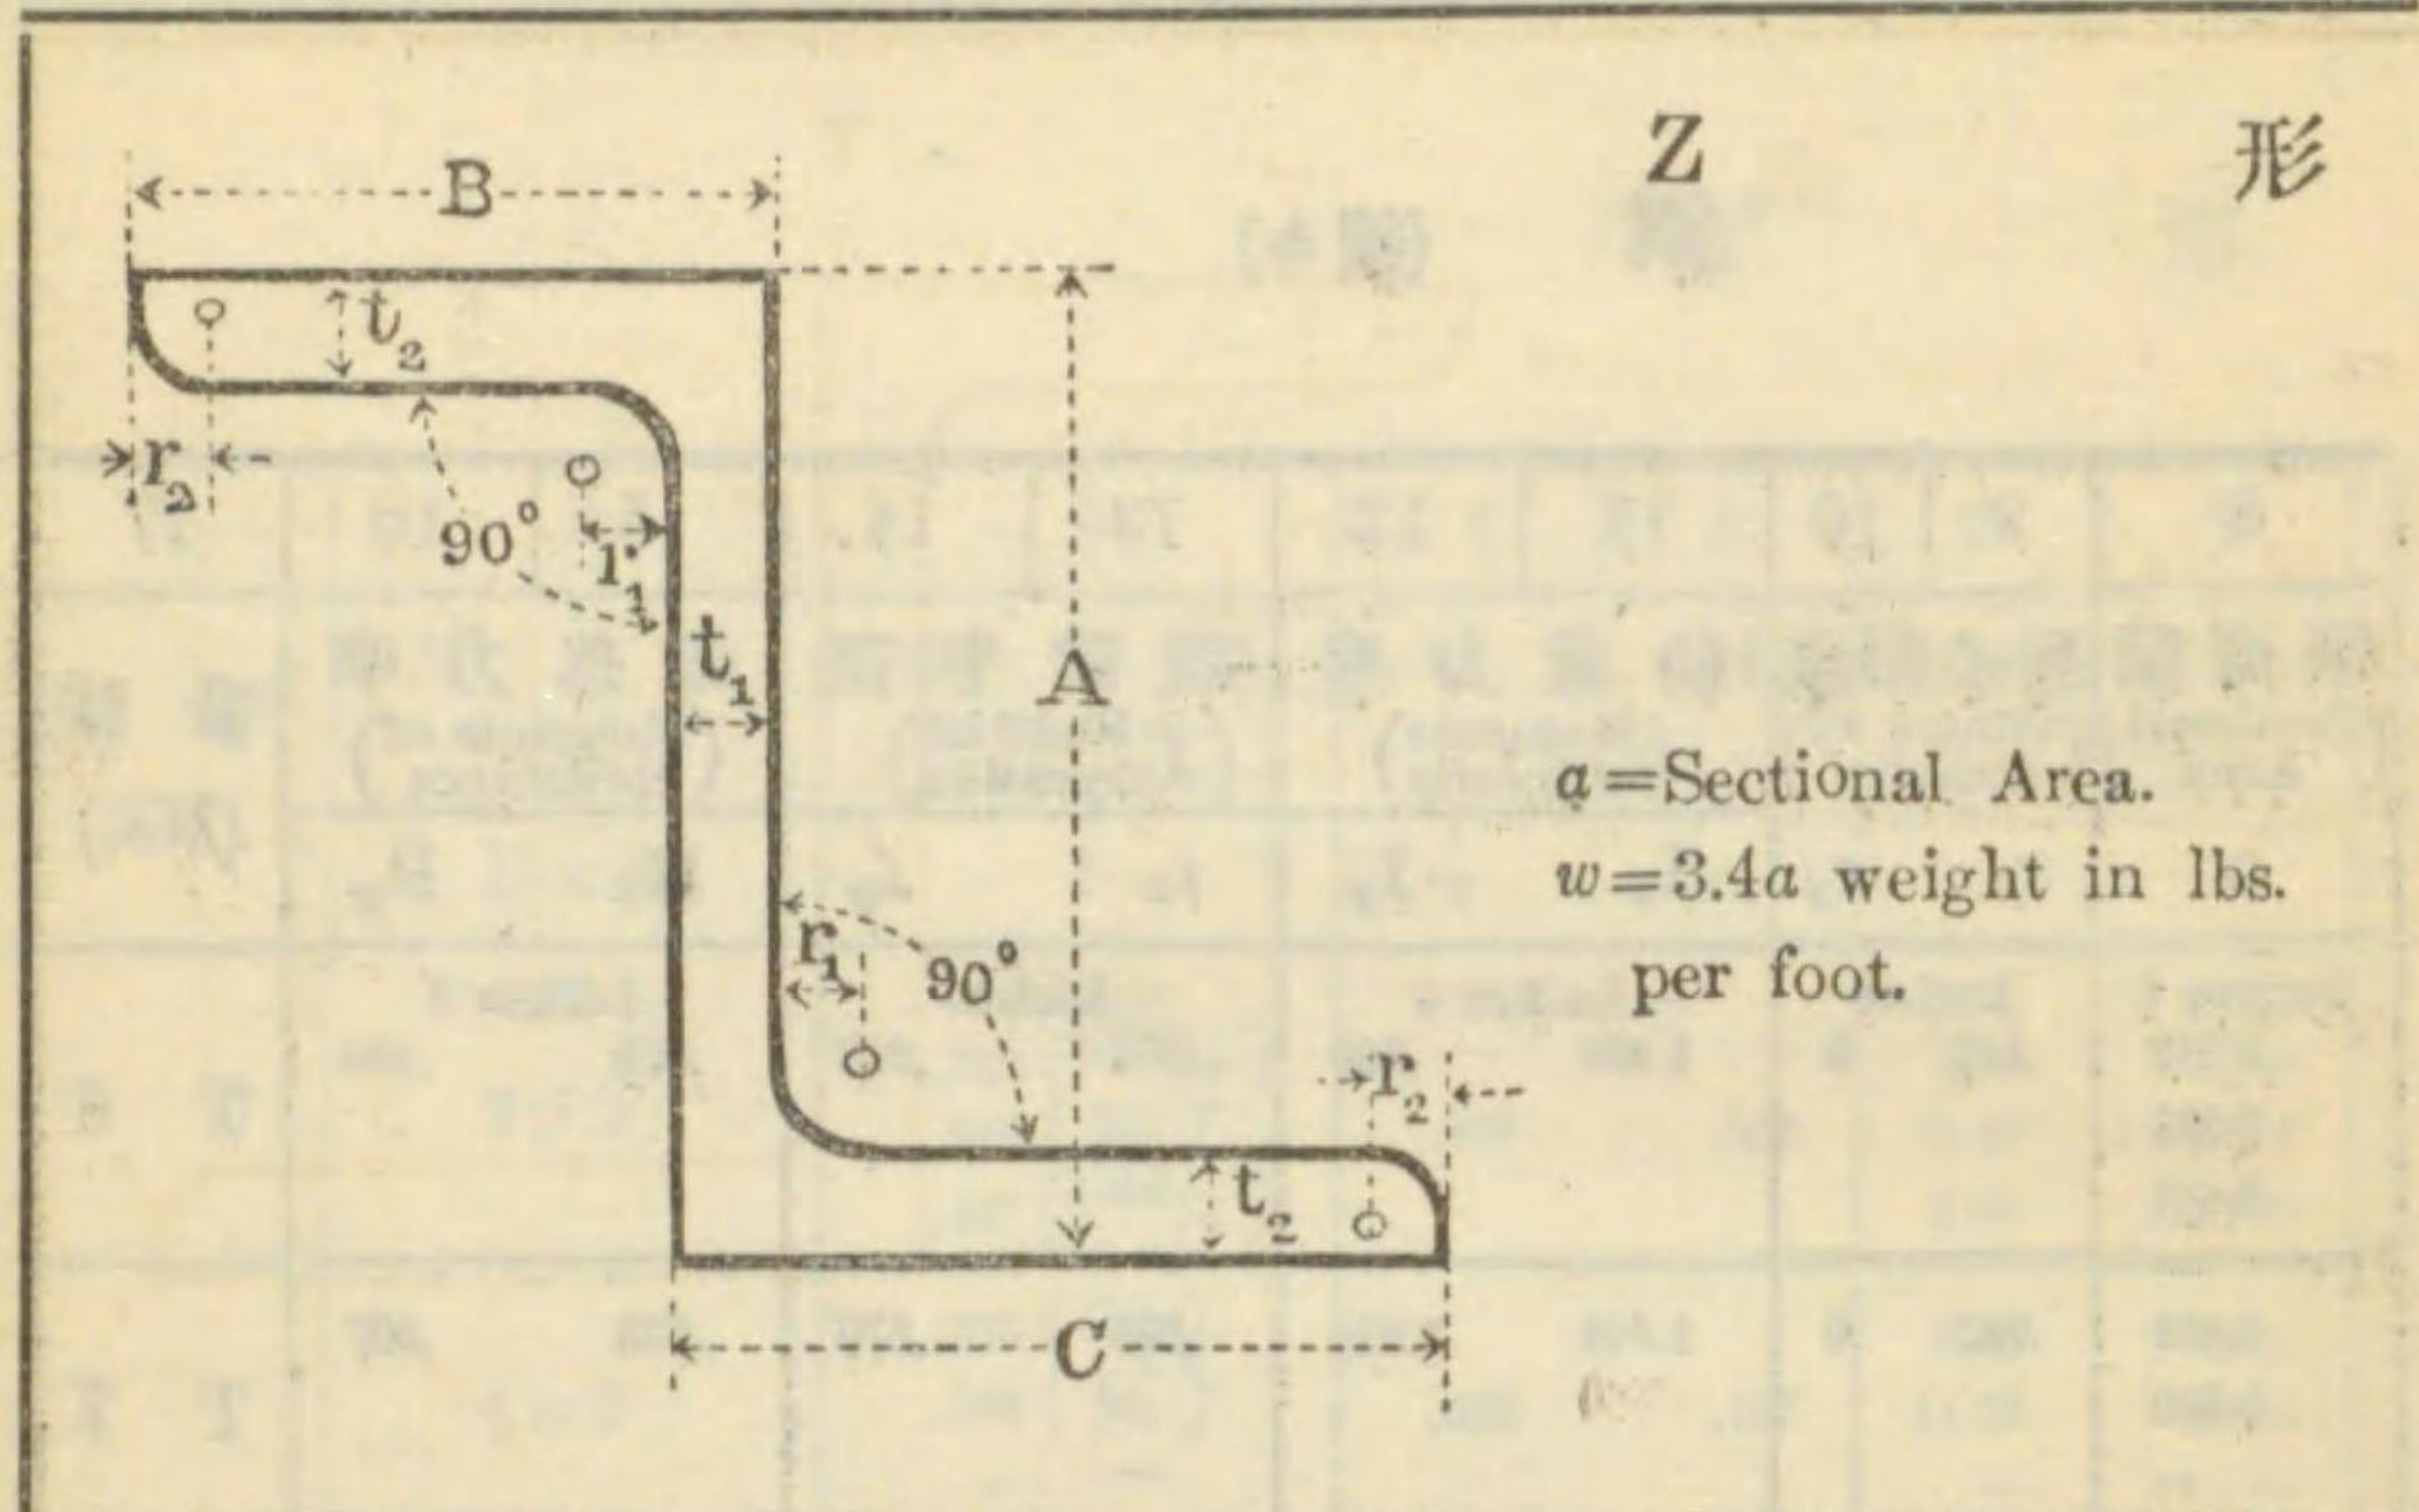 Z 形
B
t₂
r₂
90°
r₁
t₁
A
a=Sectional Area.
w=3.4a weight in lbs.
per foot.
r₁
90°
r₂
t₂
C